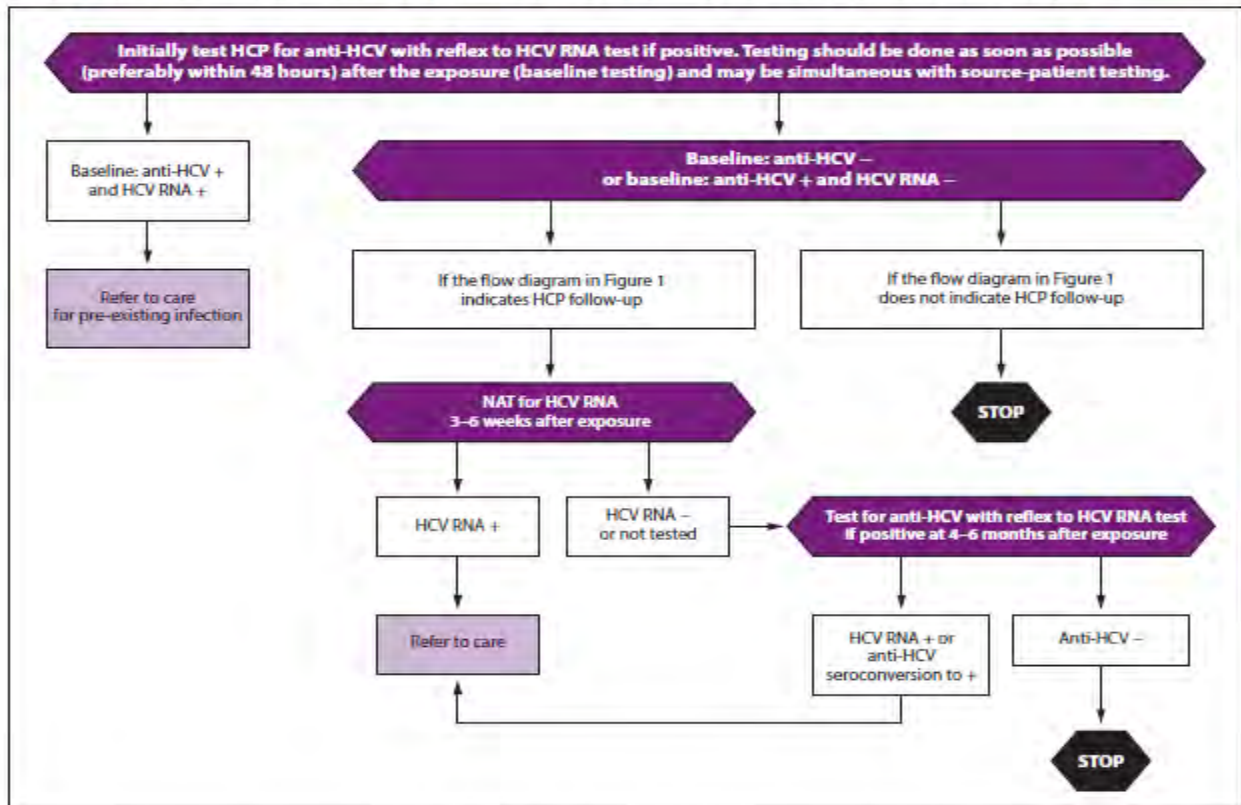 Initially test HCP for anti-HCV with reflex to HCV RNA test if positive. Testing should be done as soon as possible
(preferably within 48 hours) after the exposure (baseline testing) and may be simultaneous with source-patient testing.
Baseline: anti-HCV +
and HCV RNA +
Baseline: anti-HCV –
or baseline: anti-HCV + and HCV RNA –
Refer to care
for pre-existing infection
If the flow diagram in Figure 1
indicates HCP follow-up
If the flow diagram in Figure 1
does not indicate HCP follow-up
NAT for HCV RNA
3–6 weeks after exposure
STOP
HCV RNA +
HCV RNA –
or not tested
Test for anti-HCV with reflex to HCV RNA test
if positive at 4–6 months after exposure
Refer to care
HCV RNA + or
anti-HCV
seroconversion to +
Anti-HCV –
STOP